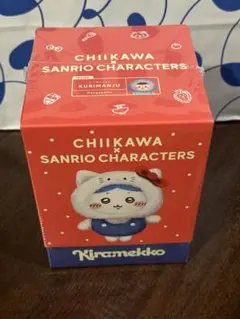 CHIIKAWA
×
SANRIO CHARACTERS
KURIMANJU
CHIIKAWA
×
SANRIO CHARACTERS
Kiramekko